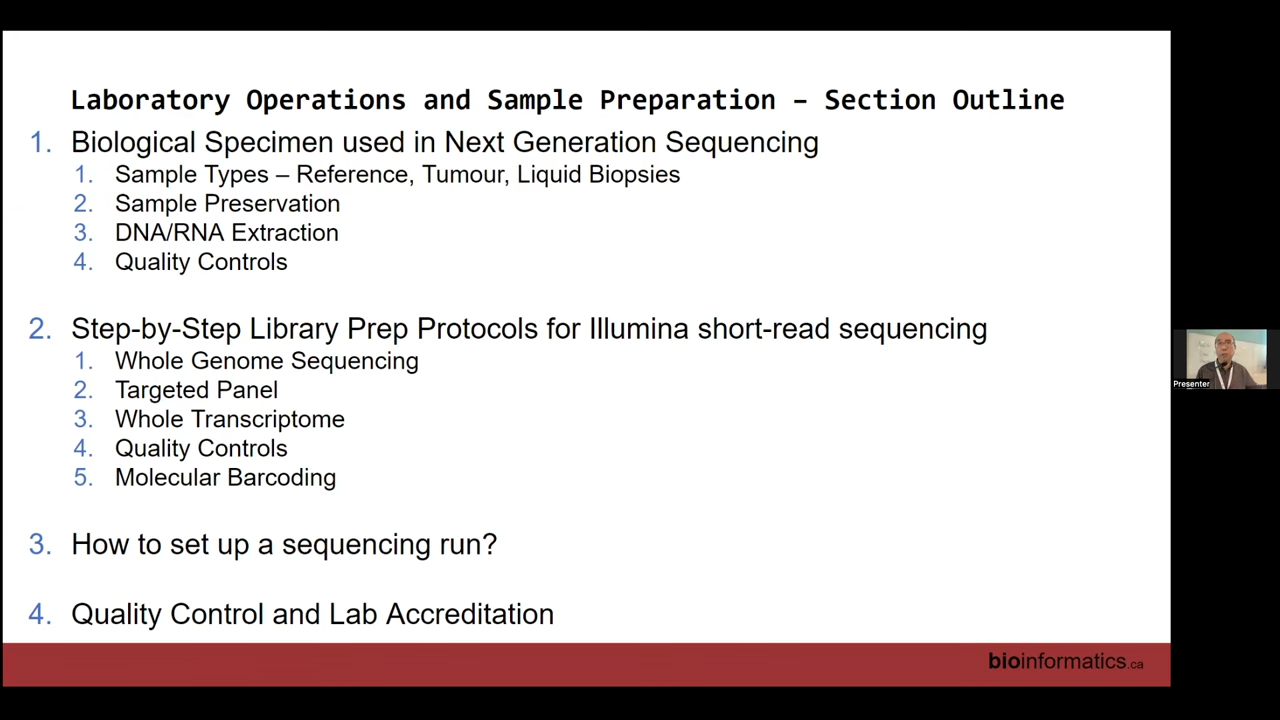 Laboratory Operations and Sample Preparation – Section Outline
1. Biological Specimen used in Next Generation Sequencing
1. Sample Types – Reference, Tumour, Liquid Biopsies
2. Sample Preservation
3. DNA/RNA Extraction
4. Quality Controls
2. Step-by-Step Library Prep Protocols for Illumina short-read sequencing
1. Whole Genome Sequencing
2. Targeted Panel
3. Whole Transcriptome
4. Quality Controls
5. Molecular Barcoding
Presenter
3. How to set up a sequencing run?
4. Quality Control and Lab Accreditation
bioinformatics.ca